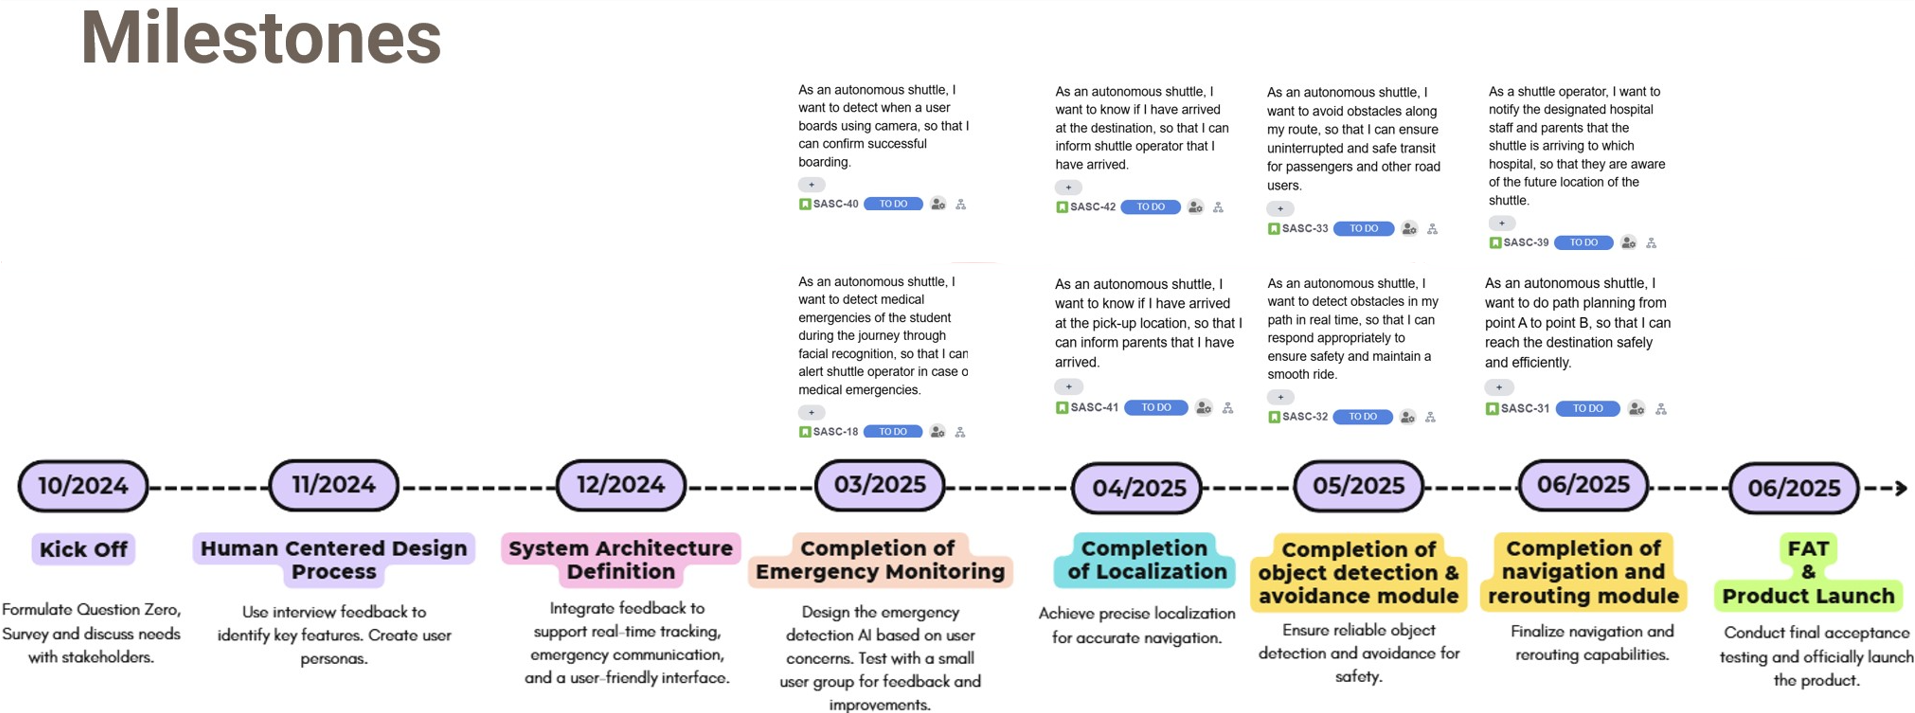 Milestones
As an autonomous shuttle, I
want to detect when a user
boards using camera, so that I
can confirm successful
boarding.
+
SASC-40 TO DO
As an autonomous shuttle, I
want to know if I have arrived
at the destination, so that I can
inform shuttle operator that I
have arrived.
+
SASC-42 TO DO
As an autonomous shuttle, I
want to avoid obstacles along
my route, so that I can ensure
uninterrupted and safe transit
for passengers and other road
users.
+
SASC-33 TO DO
As a shuttle operator, I want to
notify the designated hospital
staff and parents that the
shuttle is arriving to which
hospital, so that they are aware
of the future location of the
shuttle.
+
SASC-39 TO DO
As an autonomous shuttle, I
want to detect medical
emergencies of the student
during the journey through
facial recognition, so that I can
alert shuttle operator in case o
medical emergencies.
+
SASC-18 TO DO
As an autonomous shuttle, I
want to know if I have arrived
at the pick-up location, so that I
can inform parents that I have
arrived.
+
SASC-41 TO DO
As an autonomous shuttle, I
want to detect obstacles in my
path in real time, so that I can
respond appropriately to
ensure safety and maintain a
smooth ride.
+
SASC-32 TO DO
As an autonomous shuttle, I
want to do path planning from
point A to point B, so that I can
reach the destination safely
and efficiently.
+
SASC-31 TO DO
10/2024
Kick Off
Formulate Question Zero,
Survey and discuss needs
with stakeholders.
11/2024
Human Centered Design
Process
Use interview feedback to
identify key features. Create user
personas.
12/2024
System Architecture
Definition
Integrate feedback to
support real-time tracking,
emergency communication,
and a user-friendly interface.
03/2025
Completion of
Emergency Monitoring
Design the emergency
detection AI based on user
concerns. Test with a small
user group for feedback and
improvements.
04/2025
Completion
of Localization
Achieve precise localization
for accurate navigation.
05/2025
Completion of
object detection &
avoidance module
Ensure reliable object
detection and avoidance for
safety.
06/2025
Completion of
navigation and
rerouting module
Finalize navigation and
rerouting capabilities.
06/2025
FAT
&
Product Launch
Conduct final acceptance
testing and officially launch
the product.